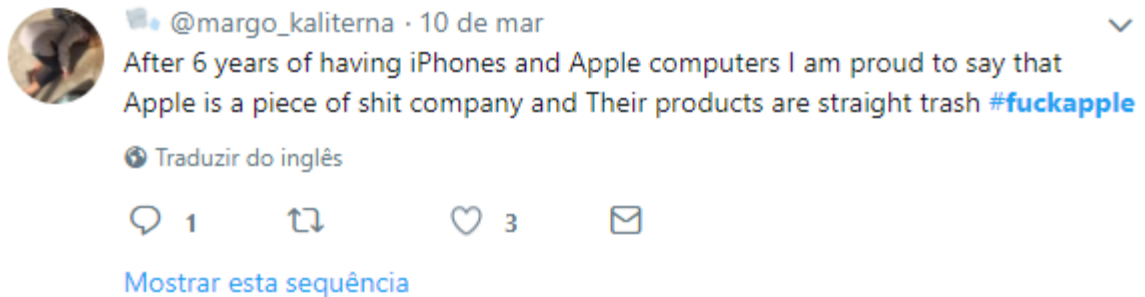 @margo_kaliterna · 10 de mar
After 6 years of having iPhones and Apple computers I am proud to say that
Apple is a piece of shit company and Their products are straight trash #fuckapple
Traduzir do inglês
1 3
Mostrar esta sequência